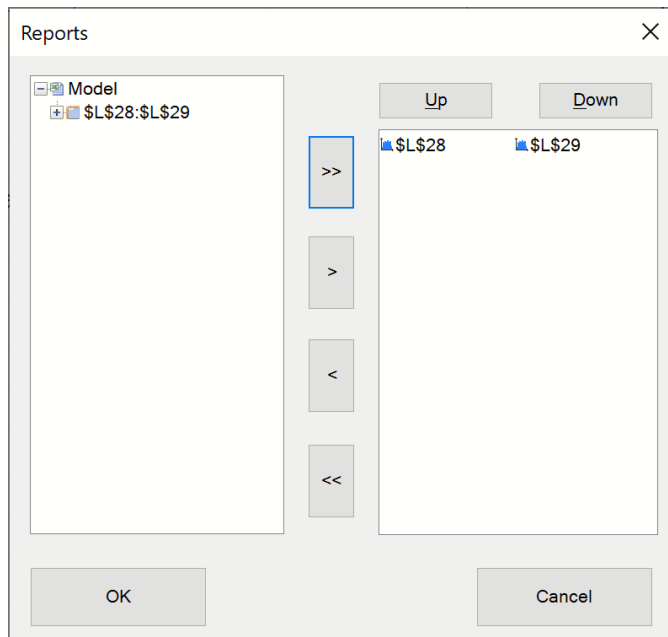 Reports
Model
$L$28:$L$29
Up
Down
$L$28 $L$29
>>
>
<
<<
OK
Cancel